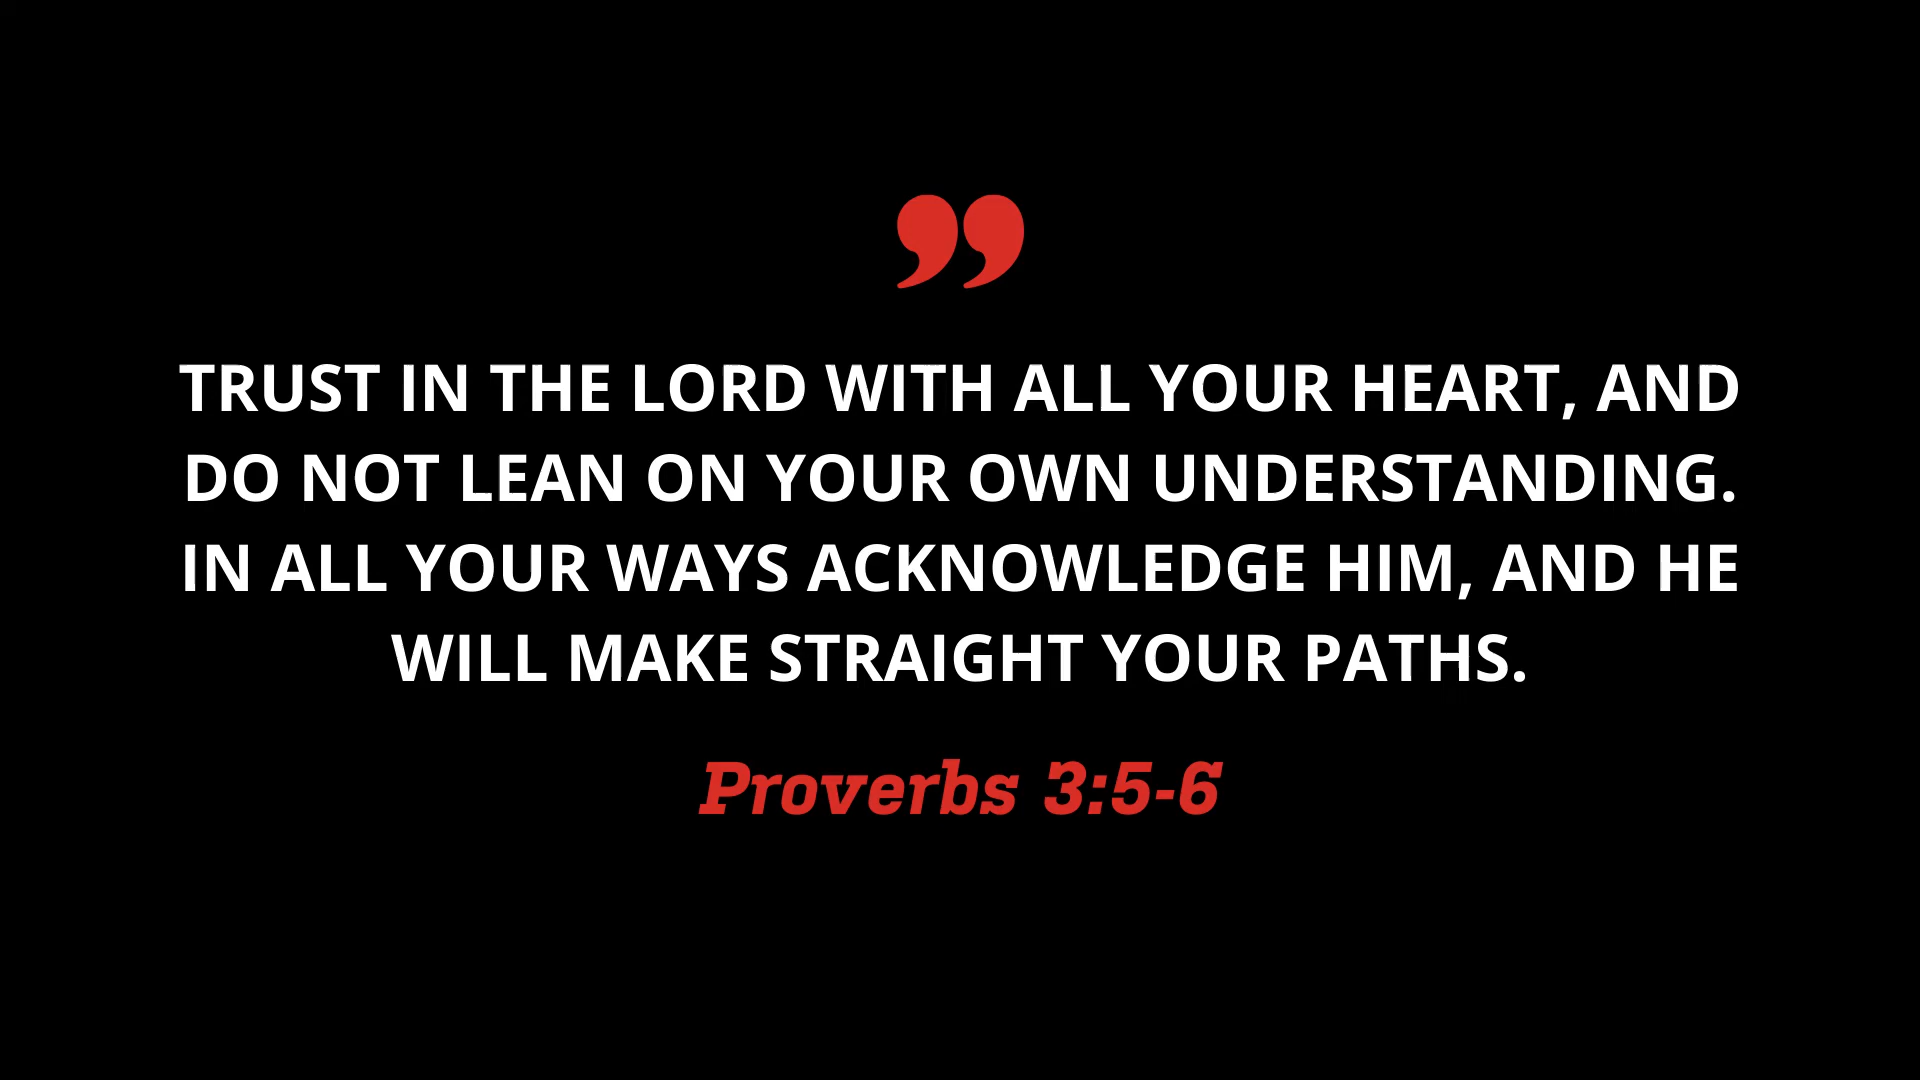 ”
TRUST IN THE LORD WITH ALL YOUR HEART, AND
DO NOT LEAN ON YOUR OWN UNDERSTANDING.
IN ALL YOUR WAYS ACKNOWLEDGE HIM, AND HE
WILL MAKE STRAIGHT YOUR PATHS.
Proverbs 3:5-6